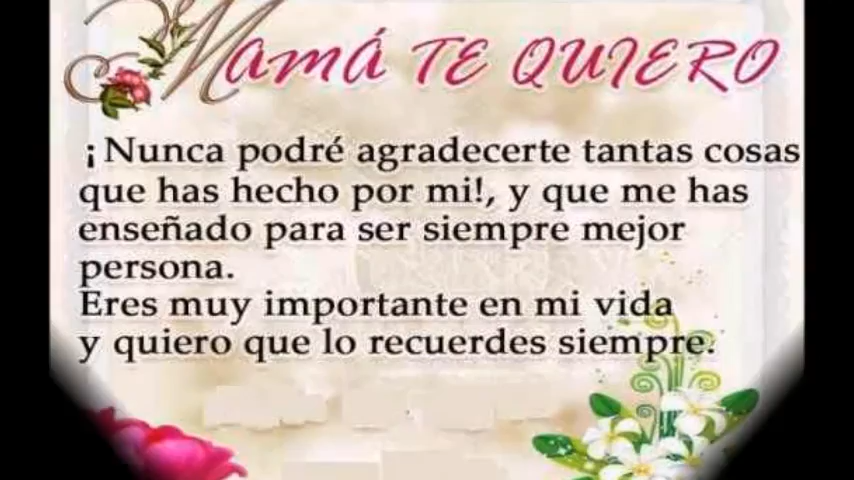 Mamá TE QUIERO
¡Nunca podré agradecerte tantas cosas
que has hecho por mi!, y que me has
enseñado para ser siempre mejor
persona.
Eres muy importante en mi vida
y quiero que lo recuerdes siempre.